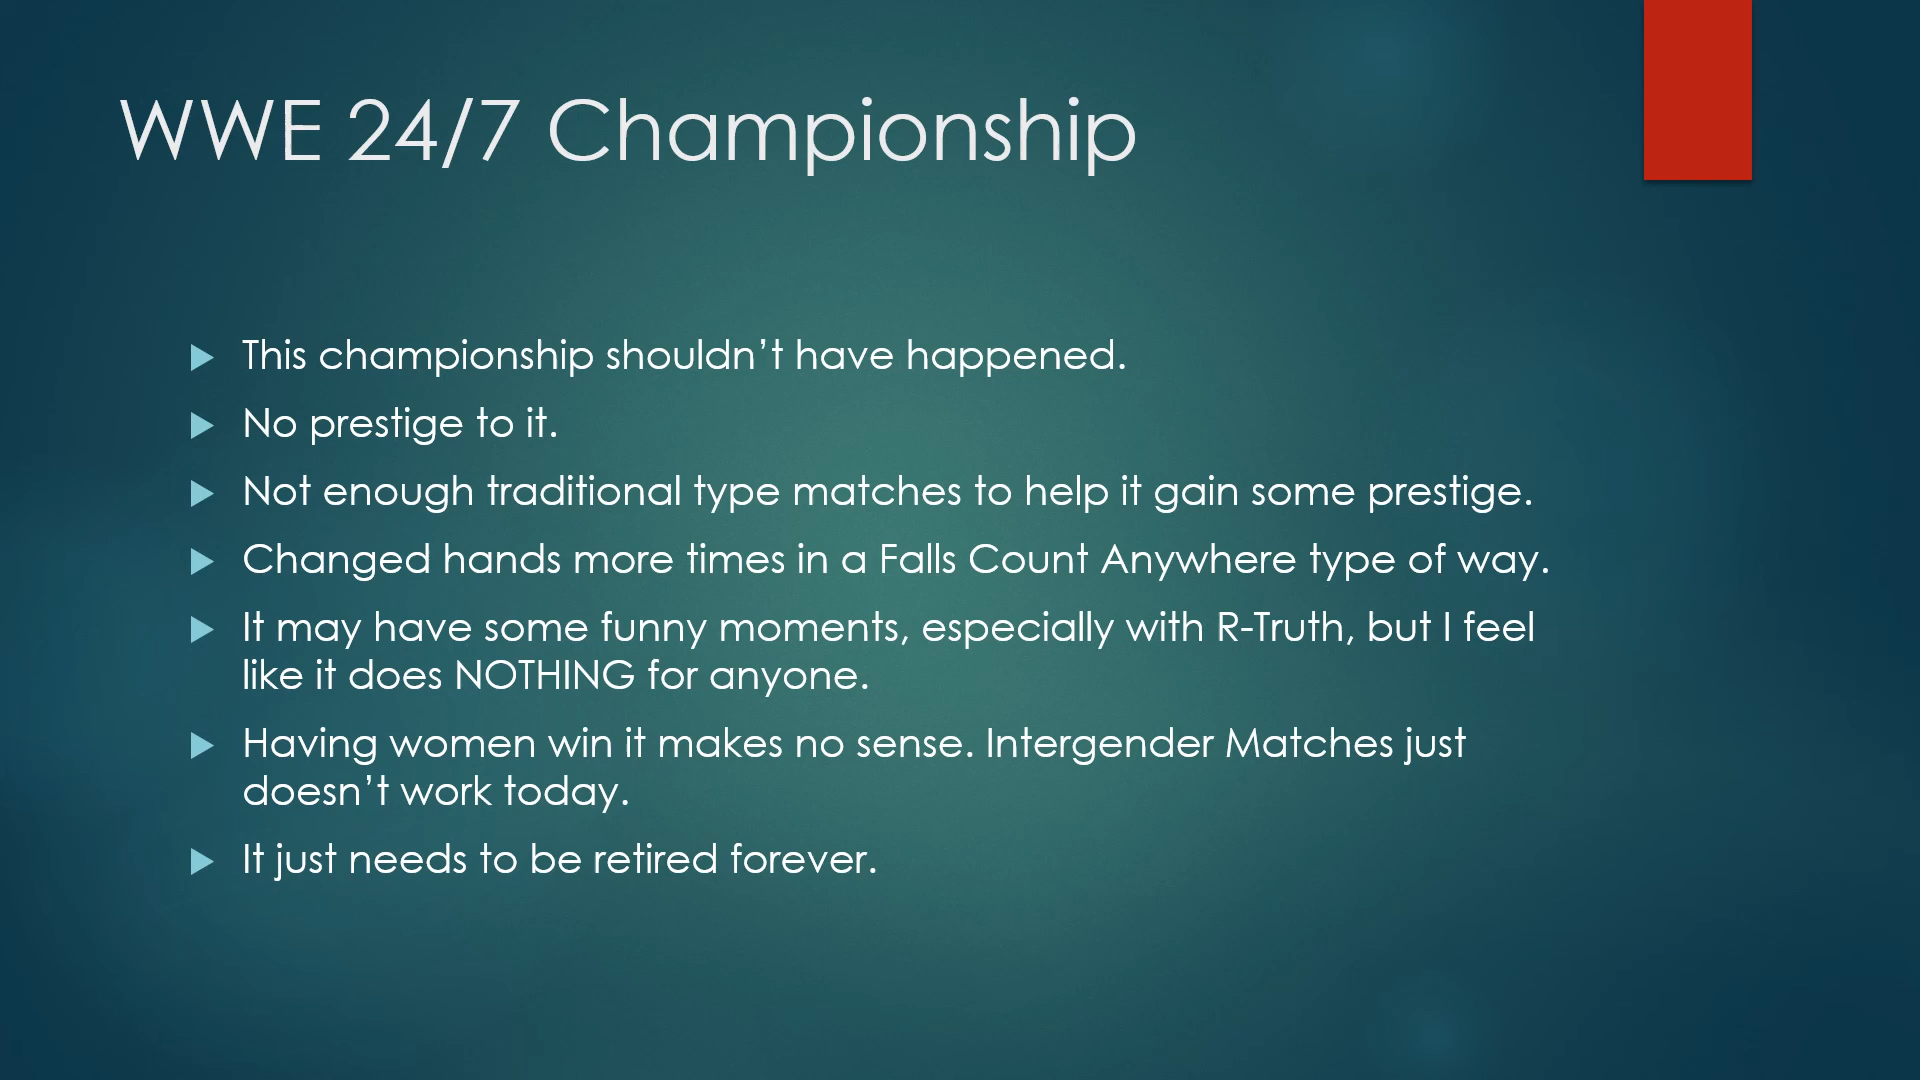 WWE 24/7 Championship
This championship shouldn’t have happened.
No prestige to it.
Not enough traditional type matches to help it gain some prestige.
Changed hands more times in a Falls Count Anywhere type of way.
It may have some funny moments, especially with R-Truth, but I feel
like it does NOTHING for anyone.
Having women win it makes no sense. Intergender Matches just
doesn’t work today.
It just needs to be retired forever.